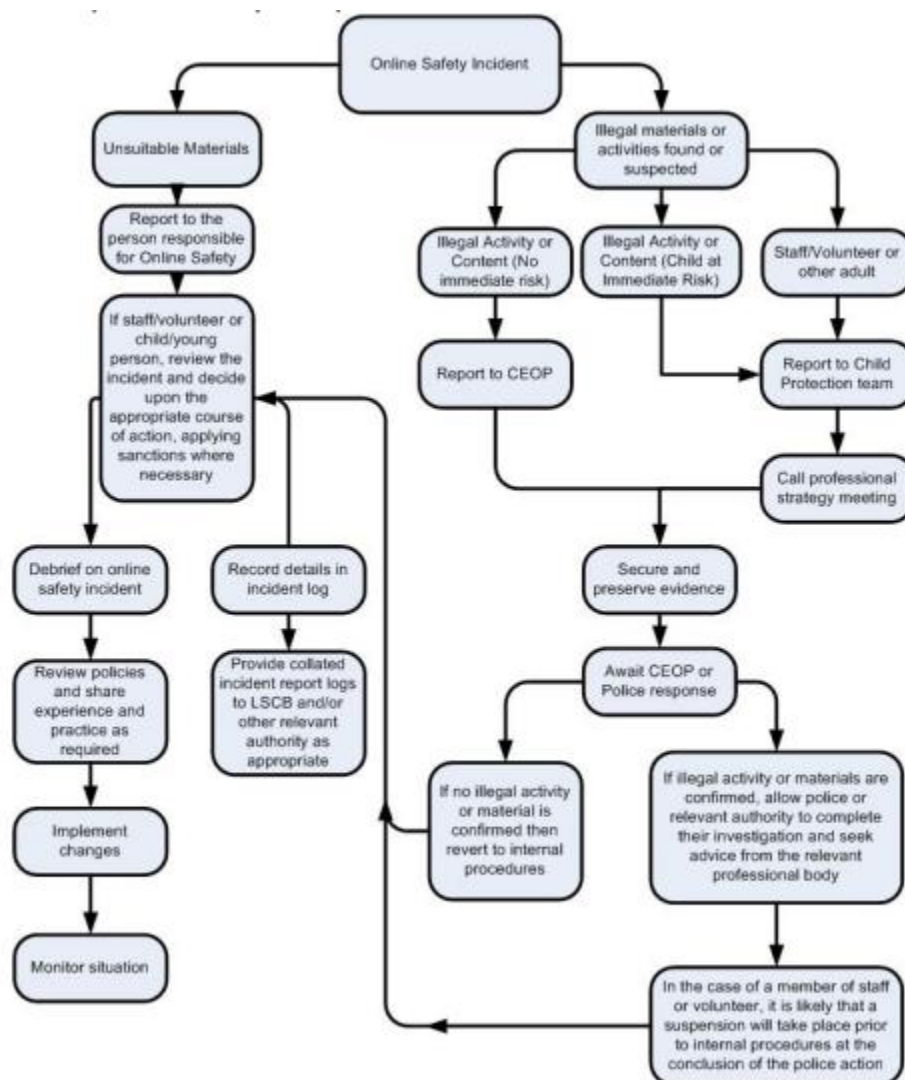 Online Safety Incident
Unsuitable Materials
Illegal materials or
activities found or
suspected
Report to the
person responsible
for Online Safety
Illegal Activity or
Content (No
immediate risk)
Illegal Activity or
Content (Child at
Immediate Risk)
Staff/Volunteer or
other adult
If staff/volunteer or
child/young
person, review the
incident and decide
upon the
appropriate course
of action, applying
sanctions where
necessary
Report to CEOP
Report to Child
Protection team
Call professional
strategy meeting
Debrief on online
safety incident
Record details in
incident log
Secure and
preserve evidence
Review policies
and share
experience and
practice as
required
Provide collated
incident report logs
to LSCB and/or
other relevant
authority as
appropriate
Await CEOP or
Police response
If no illegal activity
or material is
confirmed then
revert to internal
procedures
If illegal activity or materials are
confirmed, allow police or
relevant authority to complete
their investigation and seek
advice from the relevant
professional body
Implement
changes
Monitor situation
In the case of a member of staff
or volunteer, it is likely that a
suspension will take place prior
to internal procedures at the
conclusion of the police action